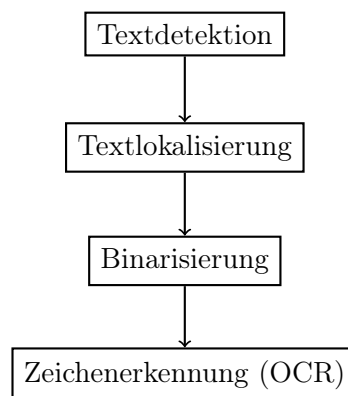 Textdetektion
Textlokalisierung
Binarisierung
Zeichenerkennung (OCR)